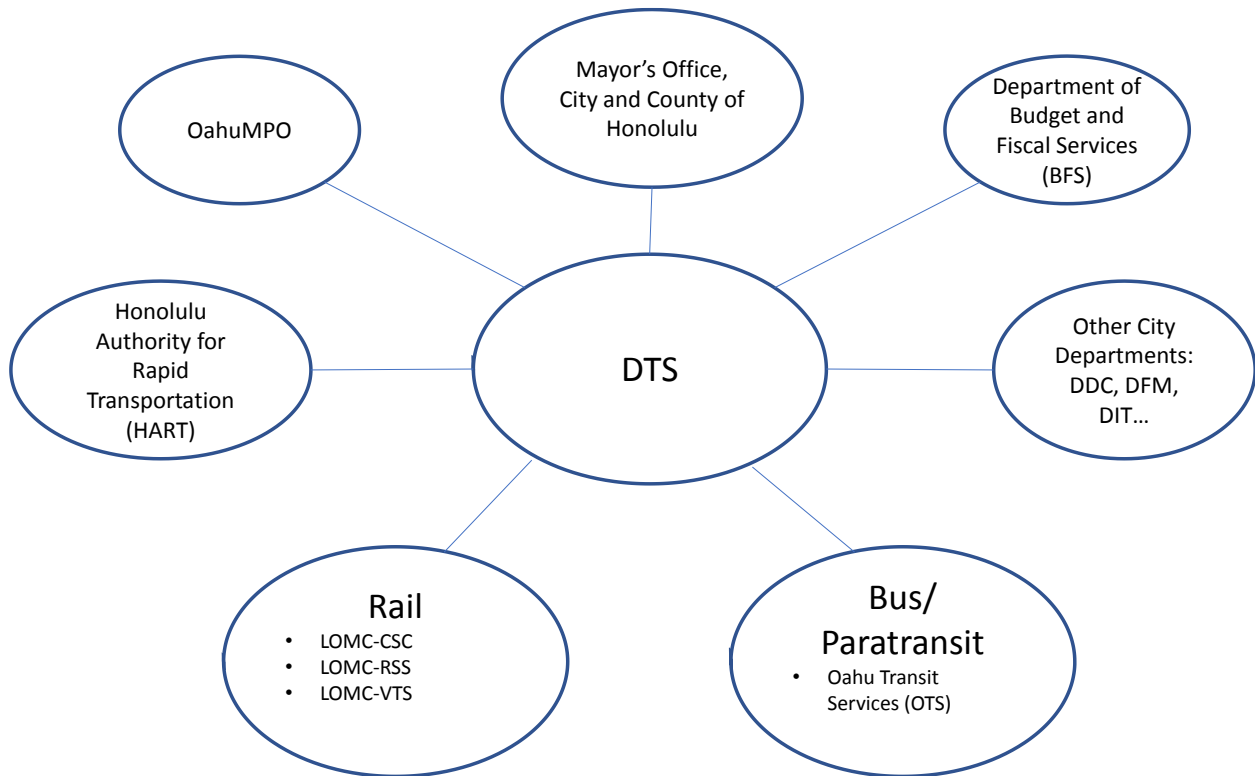 Mayor’s Office,
City and County of
Honolulu
OahuMPO
Department of
Budget and
Fiscal Services
(BFS)
Honolulu
Authority for
Rapid
Transportation
(HART)
DTS
Other City
Departments:
DDC, DFM,
DIT…
Rail
• LOMC-CSC
• LOMC-RSS
• LOMC-VTS
Bus/
Paratransit
• Oahu Transit
Services (OTS)